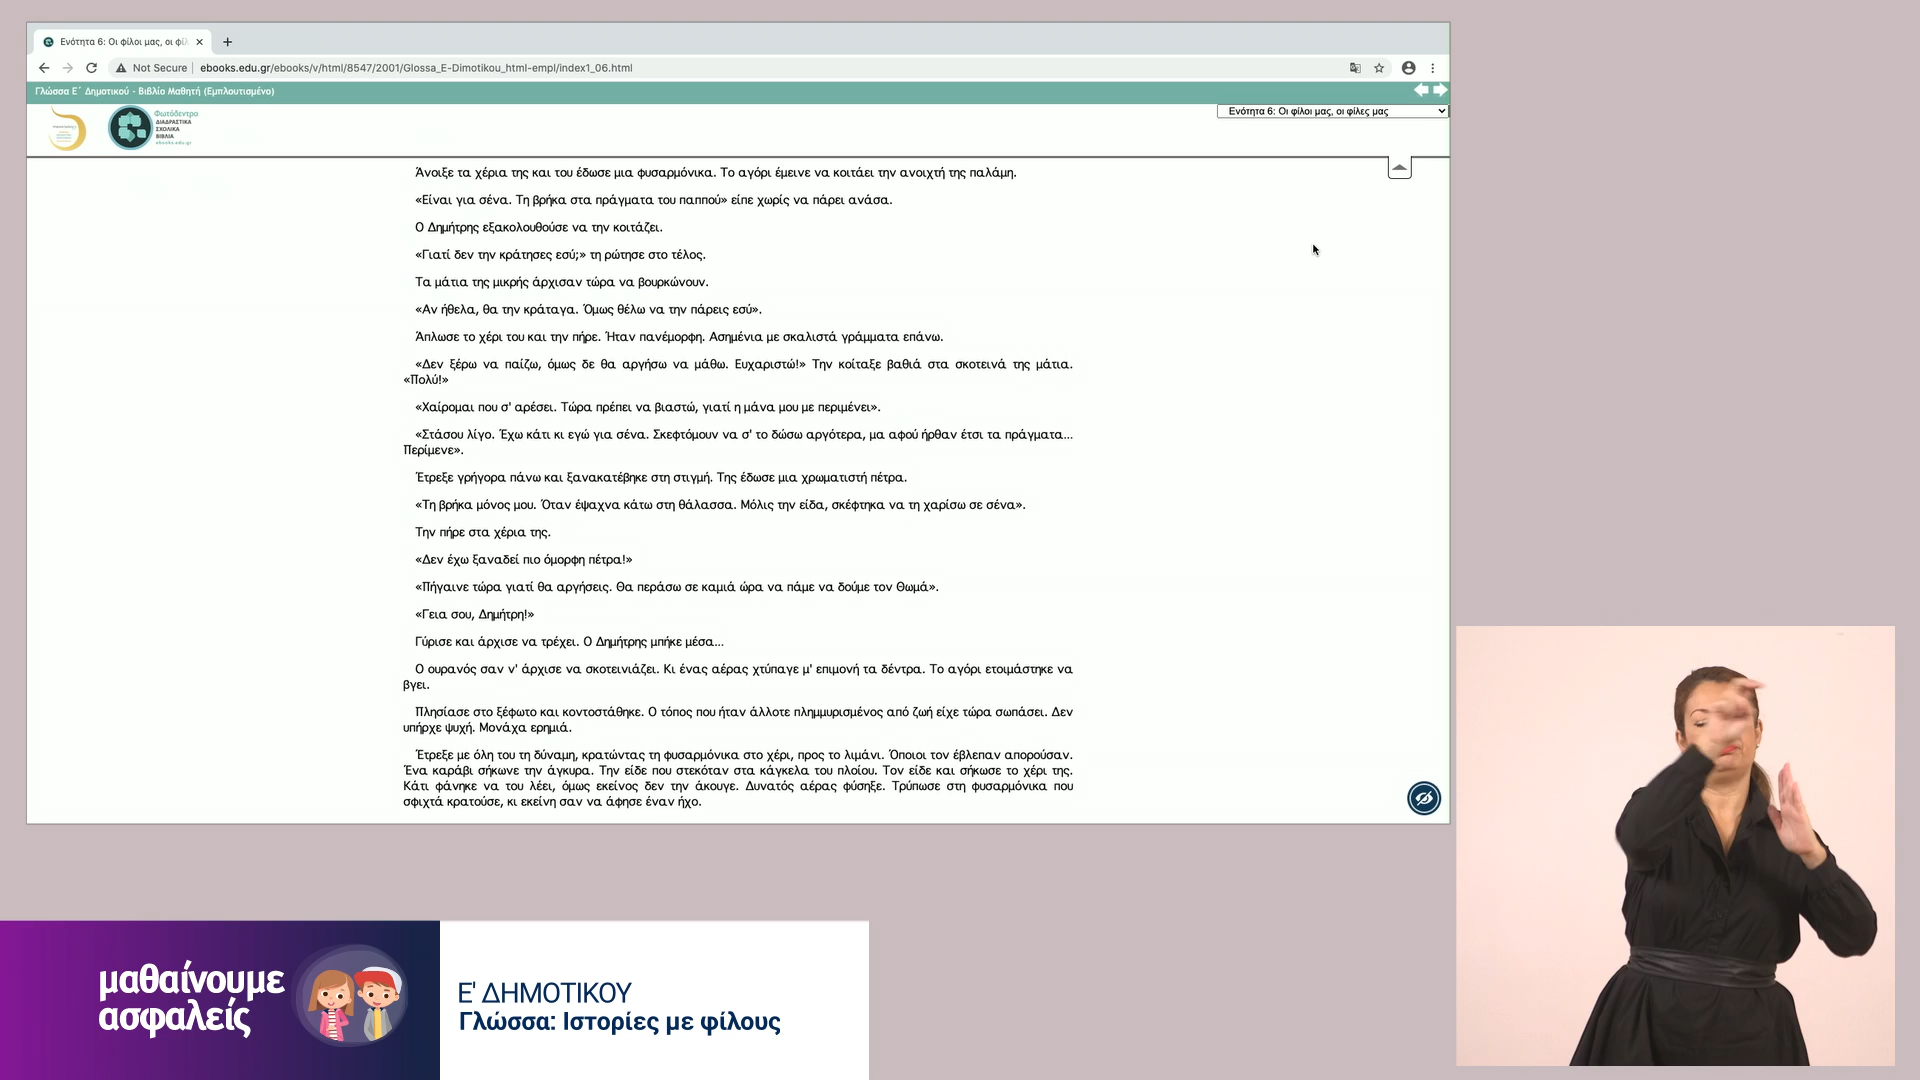 Ενότητα 6: Οι φίλοι μας, οι φίλ
Not Secure
ebooks.edu.gr/ebooks/v/html/8547/2001/Glossa_E-Dimotikou_html-empl/index1_06.html
Γλώσσα Ε΄ Δημοτικού - Βιβλίο Μαθητή (Εμπλουτισμένο)
Φωτόδεντρο
ΔΙΑΔΡΑΣΤΙΚΑ
ΣΧΟΛΙΚΑ
ΒΙΒΛΙΑ
ebooks.edu.gr
Ενότητα 6: Οι φίλοι μας, οι φίλες μας
Άνοιξε τα χέρια της και του έδωσε μια φυσαρμόνικα. Το αγόρι έμεινε να κοιτάει την ανοιχτή της παλάμη.
«Είναι για σένα. Τη βρήκα στα πράγματα του παππού» είπε χωρίς να πάρει ανάσα.
Ο Δημήτρης εξακολουθούσε να την κοιτάζει.
«Γιατί δεν την κράτησες εσύ;» τη ρώτησε στο τέλος.
Τα μάτια της μικρής άρχισαν τώρα να βουρκώνουν.
«Αν ήθελα, θα την κράταγα. Όμως θέλω να την πάρεις εσύ».
Άπλωσε το χέρι του και την πήρε. Ήταν πανέμορφη. Ασημένια με σκαλιστά γράμματα επάνω.
«Δεν ξέρω να παίζω, όμως δε θα αργήσω να μάθω. Ευχαριστώ!» Την κοίταξε βαθιά στα σκοτεινά της μάτια.
«Πολύ!»
«Χαίρομαι που σ' αρέσει. Τώρα πρέπει να βιαστώ, γιατί η μάνα μου με περιμένει».
«Στάσου λίγο. Έχω κάτι κι εγώ για σένα. Σκεφτόμουν να σ' το δώσω αργότερα, μα αφού ήρθαν έτσι τα πράγματα...
Περίμενε».
Έτρεξε γρήγορα πάνω και ξανακατέβηκε στη στιγμή. Της έδωσε μια χρωματιστή πέτρα.
«Τη βρήκα μόνος μου. Όταν έψαχνα κάτω στη θάλασσα. Μόλις την είδα, σκέφτηκα να τη χαρίσω σε σένα».
Την πήρε στα χέρια της.
«Δεν έχω ξαναδεί πιο όμορφη πέτρα!»
«Πήγαινε τώρα γιατί θα αργήσεις. Θα περάσω σε καμιά ώρα να πάμε να δούμε τον Θωμά».
«Γεια σου, Δημήτρη!»
Γύρισε και άρχισε να τρέχει. Ο Δημήτρης μπήκε μέσα...
Ο ουρανός σαν ν' άρχισε να σκοτεινιάζει. Κι ένας αέρας χτύπαγε μ' επιμονή τα δέντρα. Το αγόρι ετοιμάστηκε να
βγει.
Πλησίασε στο ξέφωτο και κοντοστάθηκε. Ο τόπος που ήταν άλλοτε πλημμυρισμένος από ζωή είχε τώρα σωπάσει. Δεν
υπήρχε ψυχή. Μονάχα ερημιά.
Έτρεξε με όλη του τη δύναμη, κρατώντας τη φυσαρμόνικα στο χέρι, προς το λιμάνι. Όποιοι τον έβλεπαν απορούσαν.
Ένα καράβι σήκωνε την άγκυρα. Την είδε που στεκόταν στα κάγκελα του πλοίου. Τον είδε και σήκωσε το χέρι της.
Κάτι φάνηκε να του λέει, όμως εκείνος δεν την άκουγε. Δυνατός αέρας φύσηξε. Τρύπωσε στη φυσαρμόνικα που
σφιχτά κρατούσε, κι εκείνη σαν να άφησε έναν ήχο.
μαθαίνουμε
ασφαλείς
Ε' ΔΗΜΟΤΙΚΟΥ
Γλώσσα: Ιστορίες με φίλους